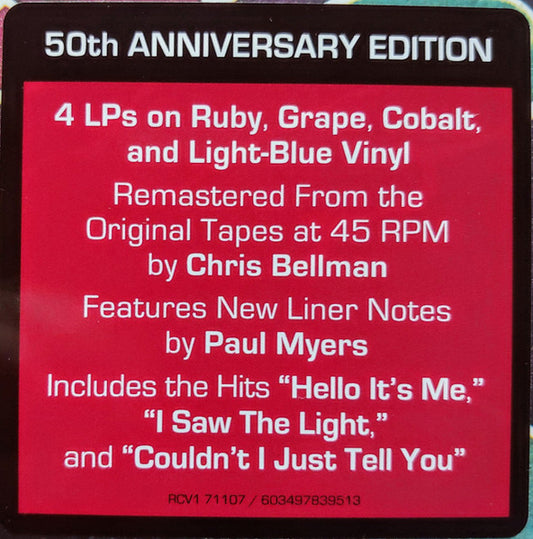 50th ANNIVERSARY EDITION
4 LPs on Ruby, Grape, Cobalt,
and Light-Blue Vinyl
Remastered From the
Original Tapes at 45 RPM
by Chris Bellman
Features New Liner Notes
by Paul Myers
Includes the Hits “Hello It’s Me,”
“I Saw The Light,”
and “Couldn’t I Just Tell You”
RCV1 71107 / 603497839513